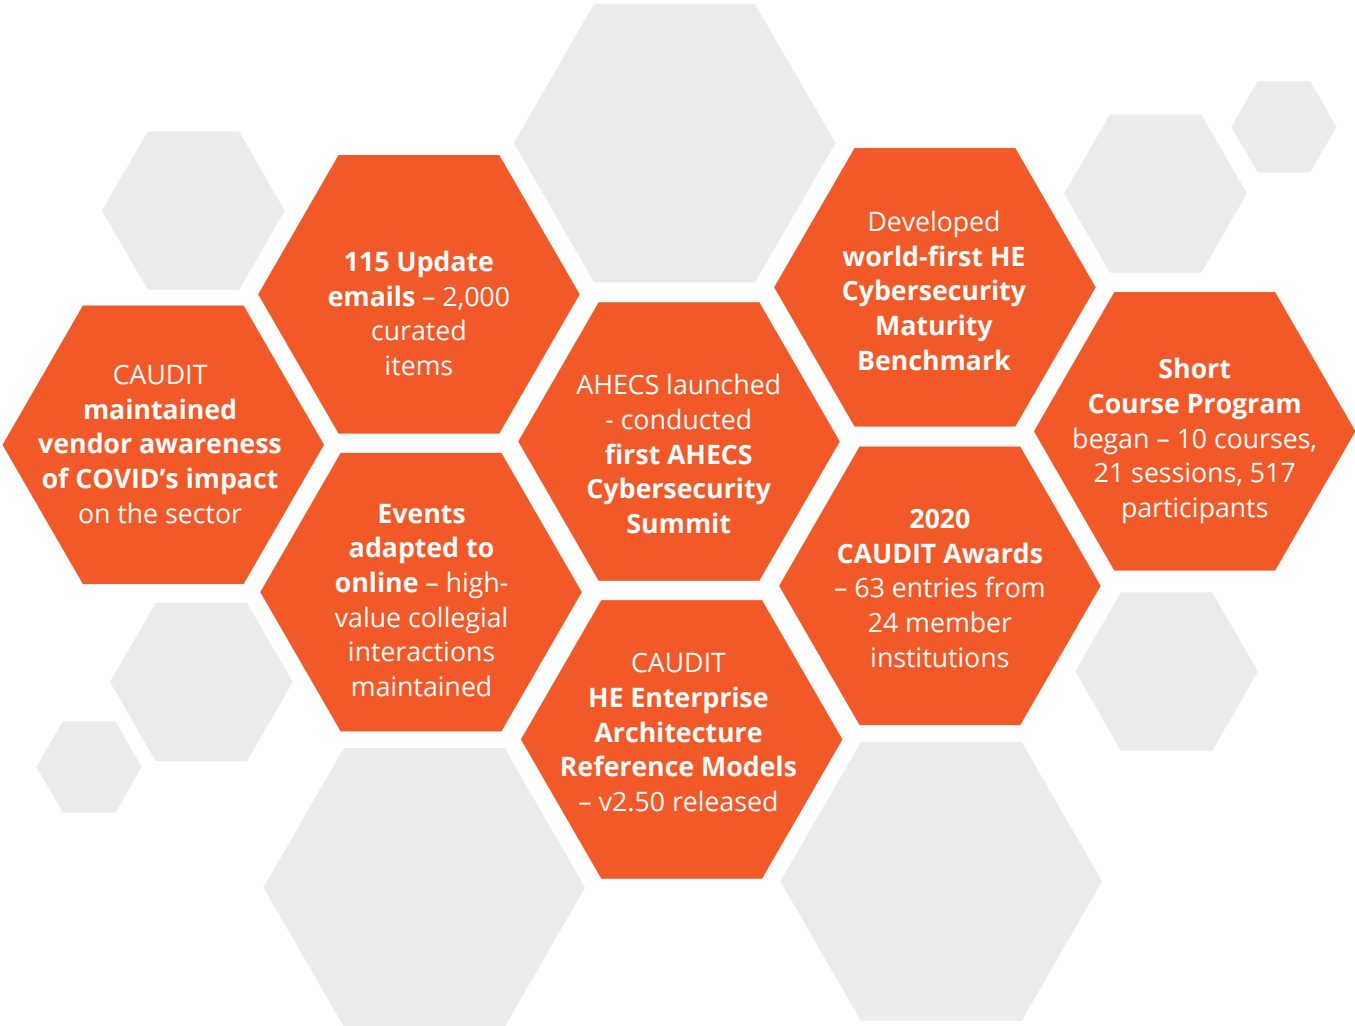 CAUDIT
maintained
vendor awareness
of COVID’s impact
on the sector
115 Update
emails – 2,000
curated
items
Events
adapted to
online – high-
value collegial
interactions
maintained
AHECS launched
- conducted
first AHECS
Cybersecurity
Summit
CAUDIT
HE Enterprise
Architecture
Reference Models
– v2.50 released
Developed
world-first HE
Cybersecurity
Maturity
Benchmark
2020
CAUDIT Awards
– 63 entries from
24 member
institutions
Short
Course Program
began – 10 courses,
21 sessions, 517
participants